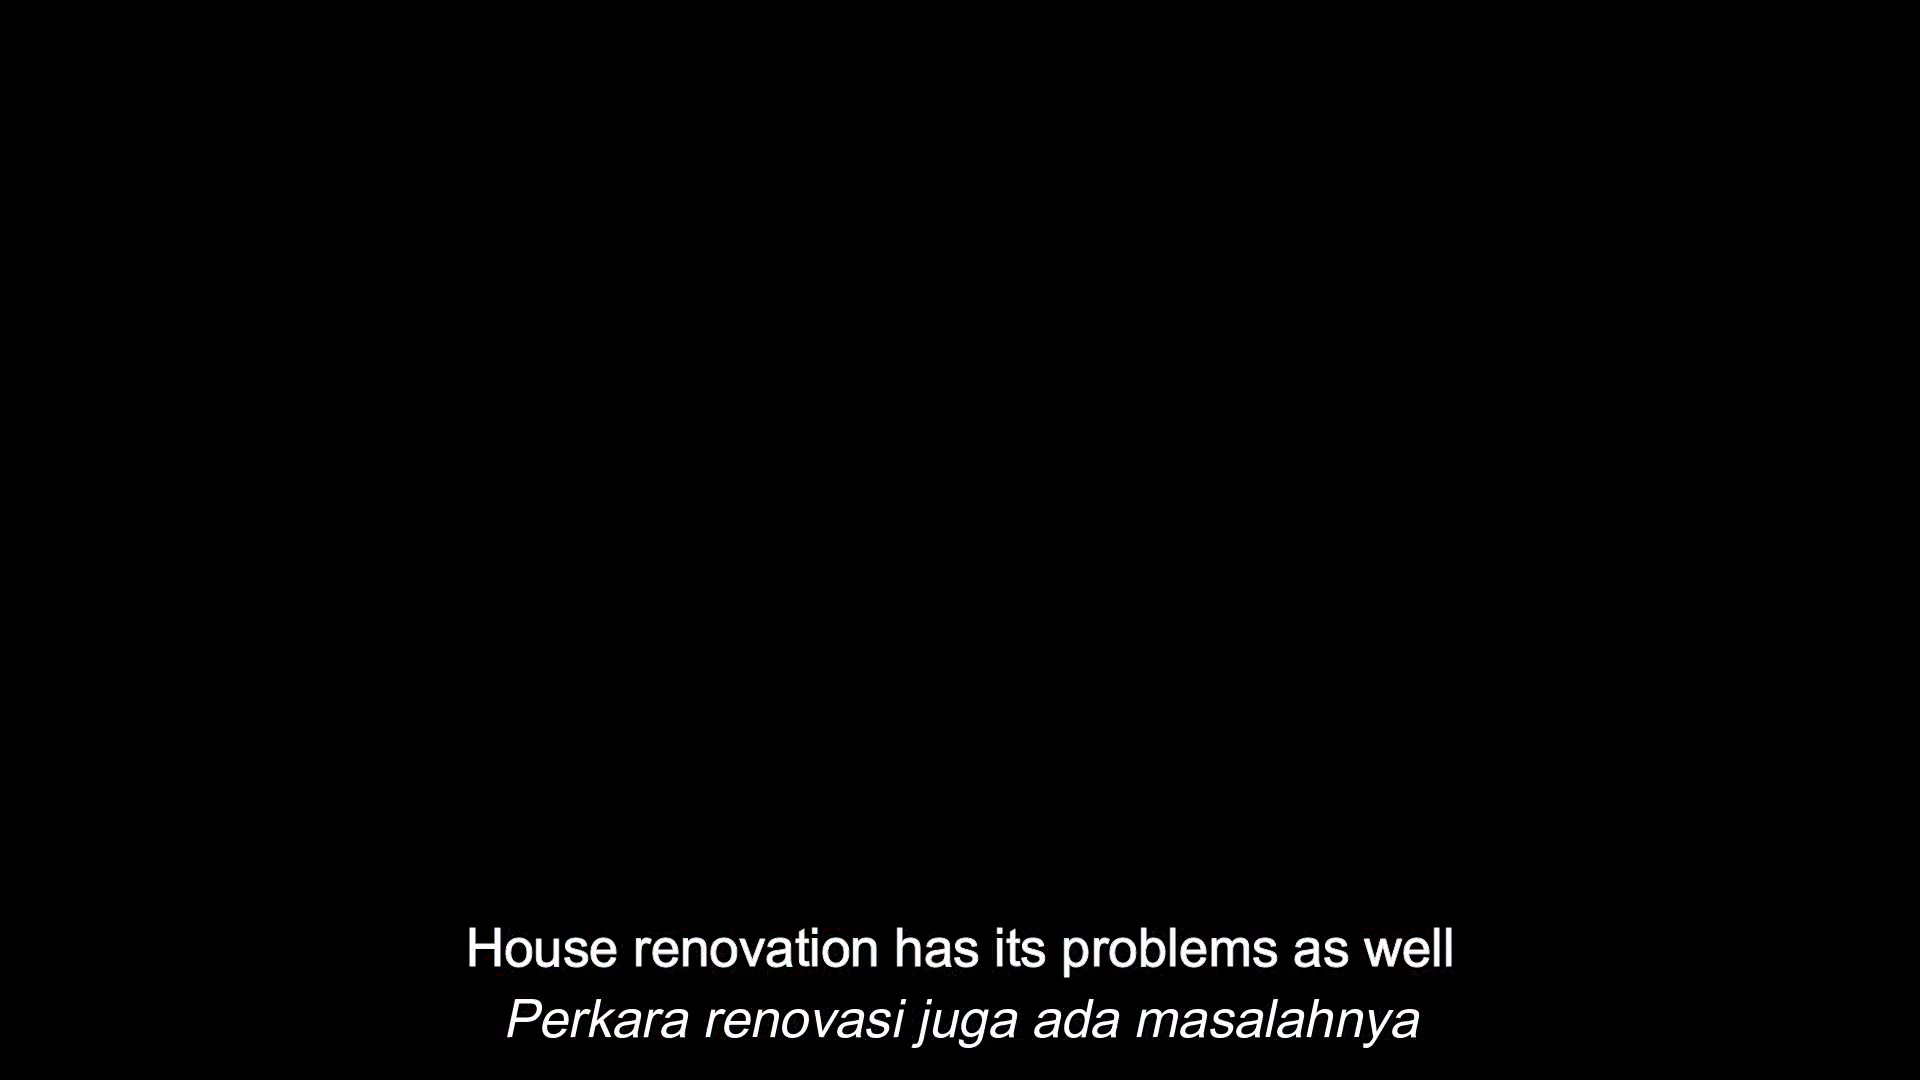 House renovation has its problems as well
Perkara renovasi juga ada masalahnya